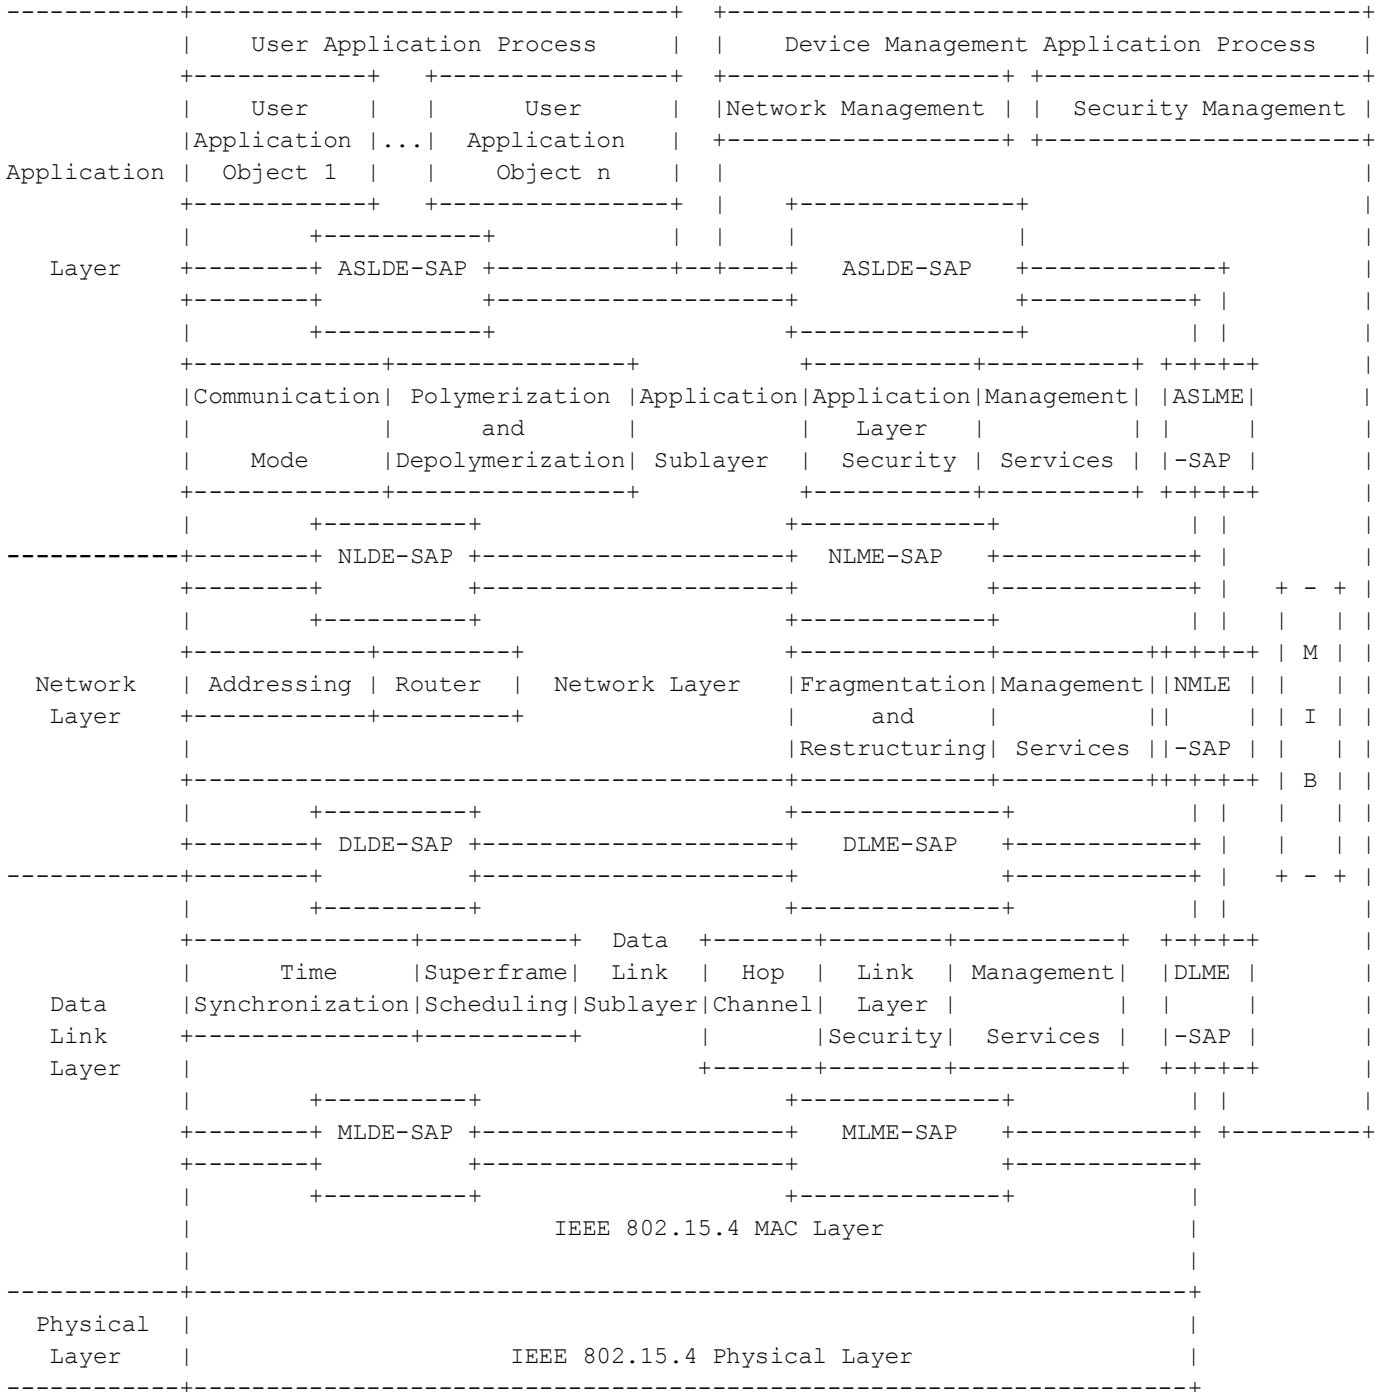 User Application Process Device Management Application Process
User User Network Management Security Management
Application ... Application
Application Object 1 Object n
Layer ASLDE-SAP ASLDE-SAP
Communication Polymerization Application Application Management ASLME
and Layer
Mode Depolymerization Sublayer Security Services -SAP
NLDE-SAP NLME-SAP
M
Network Addressing Router Network Layer Fragmentation Management NMLE
Layer and I
Restructuring Services -SAP
B
DLDE-SAP DLME-SAP
Data
Time Superframe Link Hop Link Management DLME
Data Synchronization Scheduling Sublayer Channel Layer
Link Security Services -SAP
Layer
MLDE-SAP MLME-SAP
IEEE 802.15.4 MAC Layer
Physical
Layer IEEE 802.15.4 Physical Layer